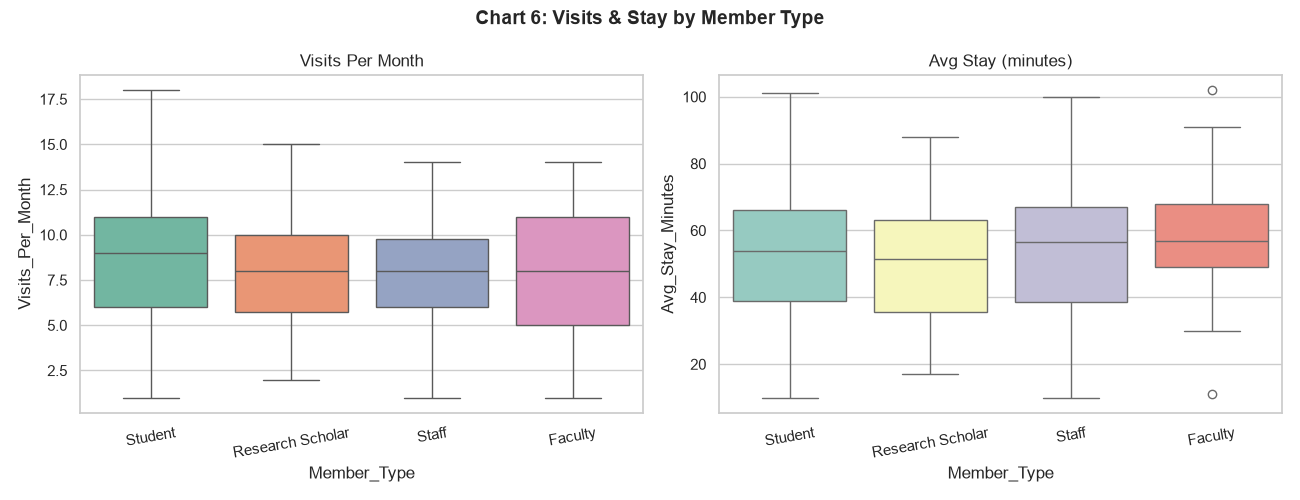 Chart 6: Visits & Stay by Member Type
Visits Per Month
Visits_Per_Month
17.5
15.0
12.5
10.0
7.5
5.0
2.5
Student
Research Scholar
Staff
Faculty
Member_Type
Avg Stay (minutes)
Avg_Stay_Minutes
100
80
60
40
20
Student
Research Scholar
Staff
Faculty
Member_Type